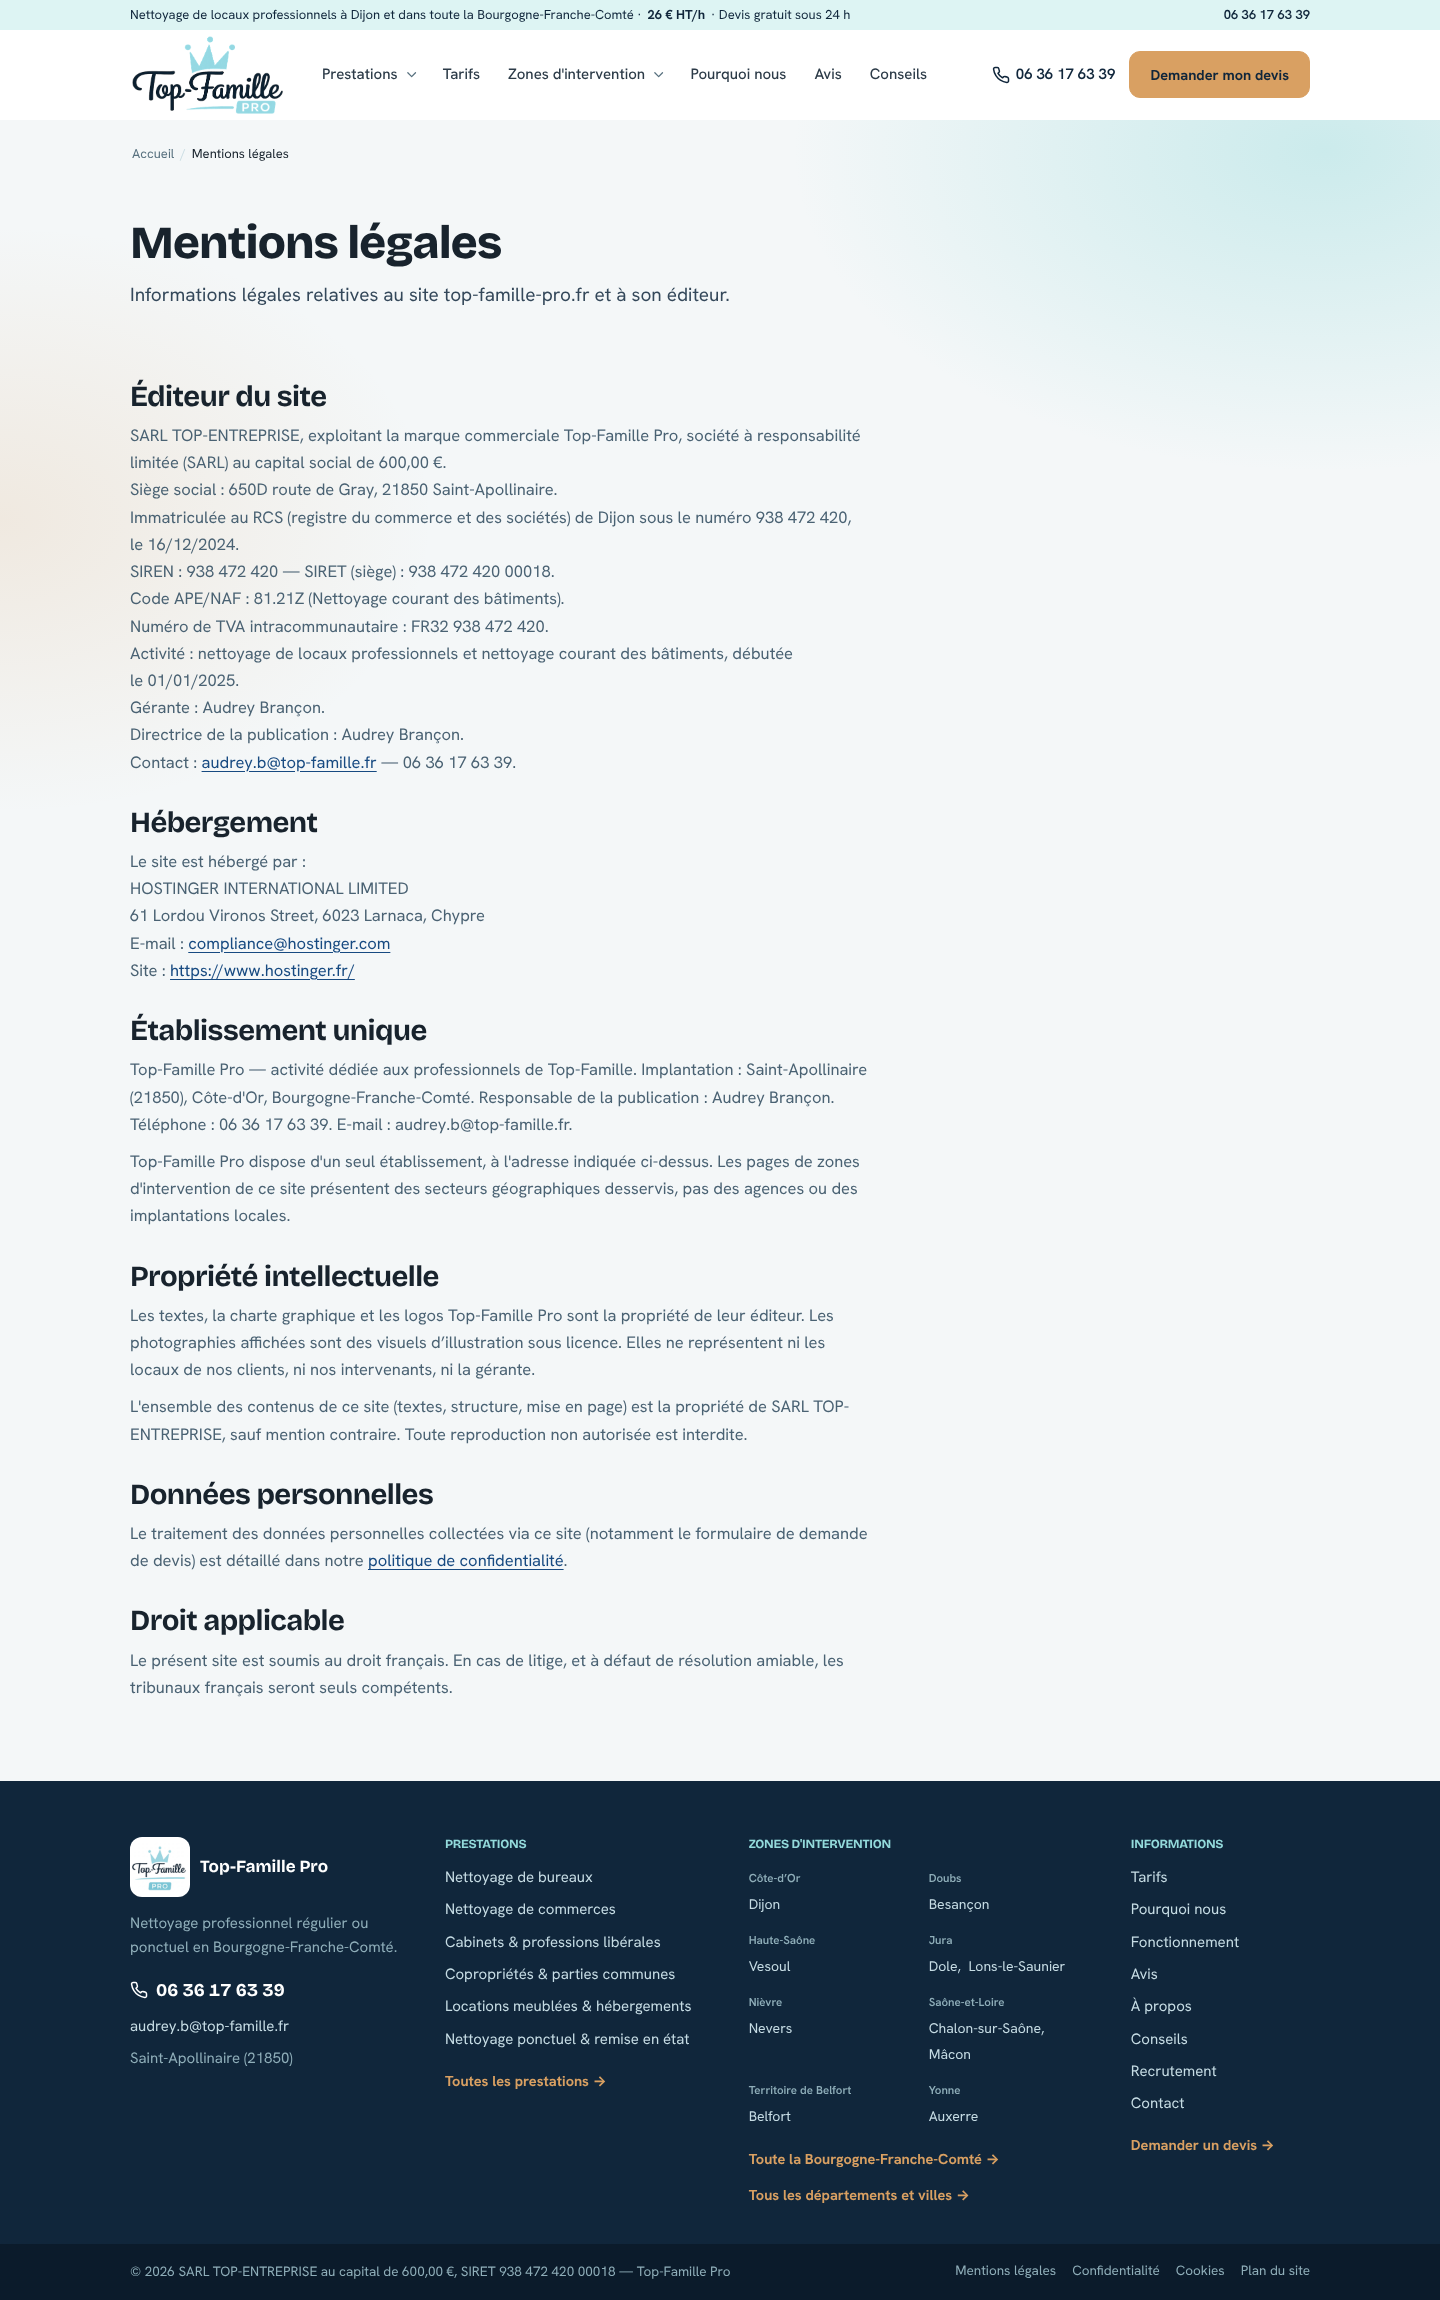 Nettoyage de locaux professionnels à Dijon et dans toute la Bourgogne-Franche-Comté · 26 € HT/h · Devis gratuit sous 24 h
06 36 17 63 39
Top-Famille
PRO
Prestations
Tarifs
Zones d'intervention
Pourquoi nous
Avis
Conseils
06 36 17 63 39
Demander mon devis
Accueil / Mentions légales
Mentions légales
Informations légales relatives au site top-famille-pro.fr et à son éditeur.
Éditeur du site
SARL TOP-ENTREPRISE, exploitant la marque commerciale Top-Famille Pro, société à responsabilité
limitée (SARL) au capital social de 600,00 €.
Siège social : 650D route de Gray, 21850 Saint-Apollinaire.
Immatriculée au RCS (registre du commerce et des sociétés) de Dijon sous le numéro 938 472 420,
le 16/12/2024.
SIREN : 938 472 420 — SIRET (siège) : 938 472 420 00018.
Code APE/NAF : 81.21Z (Nettoyage courant des bâtiments).
Numéro de TVA intracommunautaire : FR32 938 472 420.
Activité : nettoyage de locaux professionnels et nettoyage courant des bâtiments, débutée
le 01/01/2025.
Gérante : Audrey Brançon.
Directrice de la publication : Audrey Brançon.
Contact : audrey.b@top-famille.fr — 06 36 17 63 39.
Hébergement
Le site est hébergé par :
HOSTINGER INTERNATIONAL LIMITED
61 Lordou Vironos Street, 6023 Larnaca, Chypre
E-mail : compliance@hostinger.com
Site : https://www.hostinger.fr/
Établissement unique
Top-Famille Pro — activité dédiée aux professionnels de Top-Famille. Implantation : Saint-Apollinaire
(21850), Côte-d'Or, Bourgogne-Franche-Comté. Responsable de la publication : Audrey Brançon.
Téléphone : 06 36 17 63 39. E-mail : audrey.b@top-famille.fr.
Top-Famille Pro dispose d'un seul établissement, à l'adresse indiquée ci-dessus. Les pages de zones
d'intervention de ce site présentent des secteurs géographiques desservis, pas des agences ou des
implantations locales.
Propriété intellectuelle
Les textes, la charte graphique et les logos Top-Famille Pro sont la propriété de leur éditeur. Les
photographies affichées sont des visuels d’illustration sous licence. Elles ne représentent ni les
locaux de nos clients, ni nos intervenants, ni la gérante.
L'ensemble des contenus de ce site (textes, structure, mise en page) est la propriété de SARL TOP-
ENTREPRISE, sauf mention contraire. Toute reproduction non autorisée est interdite.
Données personnelles
Le traitement des données personnelles collectées via ce site (notamment le formulaire de demande
de devis) est détaillé dans notre politique de confidentialité.
Droit applicable
Le présent site est soumis au droit français. En cas de litige, et à défaut de résolution amiable, les
tribunaux français seront seuls compétents.
Top-Famille
PRO
Top-Famille Pro
Nettoyage professionnel régulier ou
ponctuel en Bourgogne-Franche-Comté.
06 36 17 63 39
audrey.b@top-famille.fr
Saint-Apollinaire (21850)
PRESTATIONS
Nettoyage de bureaux
Nettoyage de commerces
Cabinets & professions libérales
Copropriétés & parties communes
Locations meublées & hébergements
Nettoyage ponctuel & remise en état
Toutes les prestations →
ZONES D'INTERVENTION
Côte-d’Or
Dijon
Doubs
Besançon
Haute-Saône
Vesoul
Jura
Dole, Lons-le-Saunier
Nièvre
Nevers
Saône-et-Loire
Chalon-sur-Saône,
Mâcon
Territoire de Belfort
Belfort
Yonne
Auxerre
Toute la Bourgogne-Franche-Comté →
Tous les départements et villes →
INFORMATIONS
Tarifs
Pourquoi nous
Fonctionnement
Avis
À propos
Conseils
Recrutement
Contact
Demander un devis →
© 2026 SARL TOP-ENTREPRISE au capital de 600,00 €, SIRET 938 472 420 00018 — Top-Famille Pro
Mentions légales
Confidentialité
Cookies
Plan du site